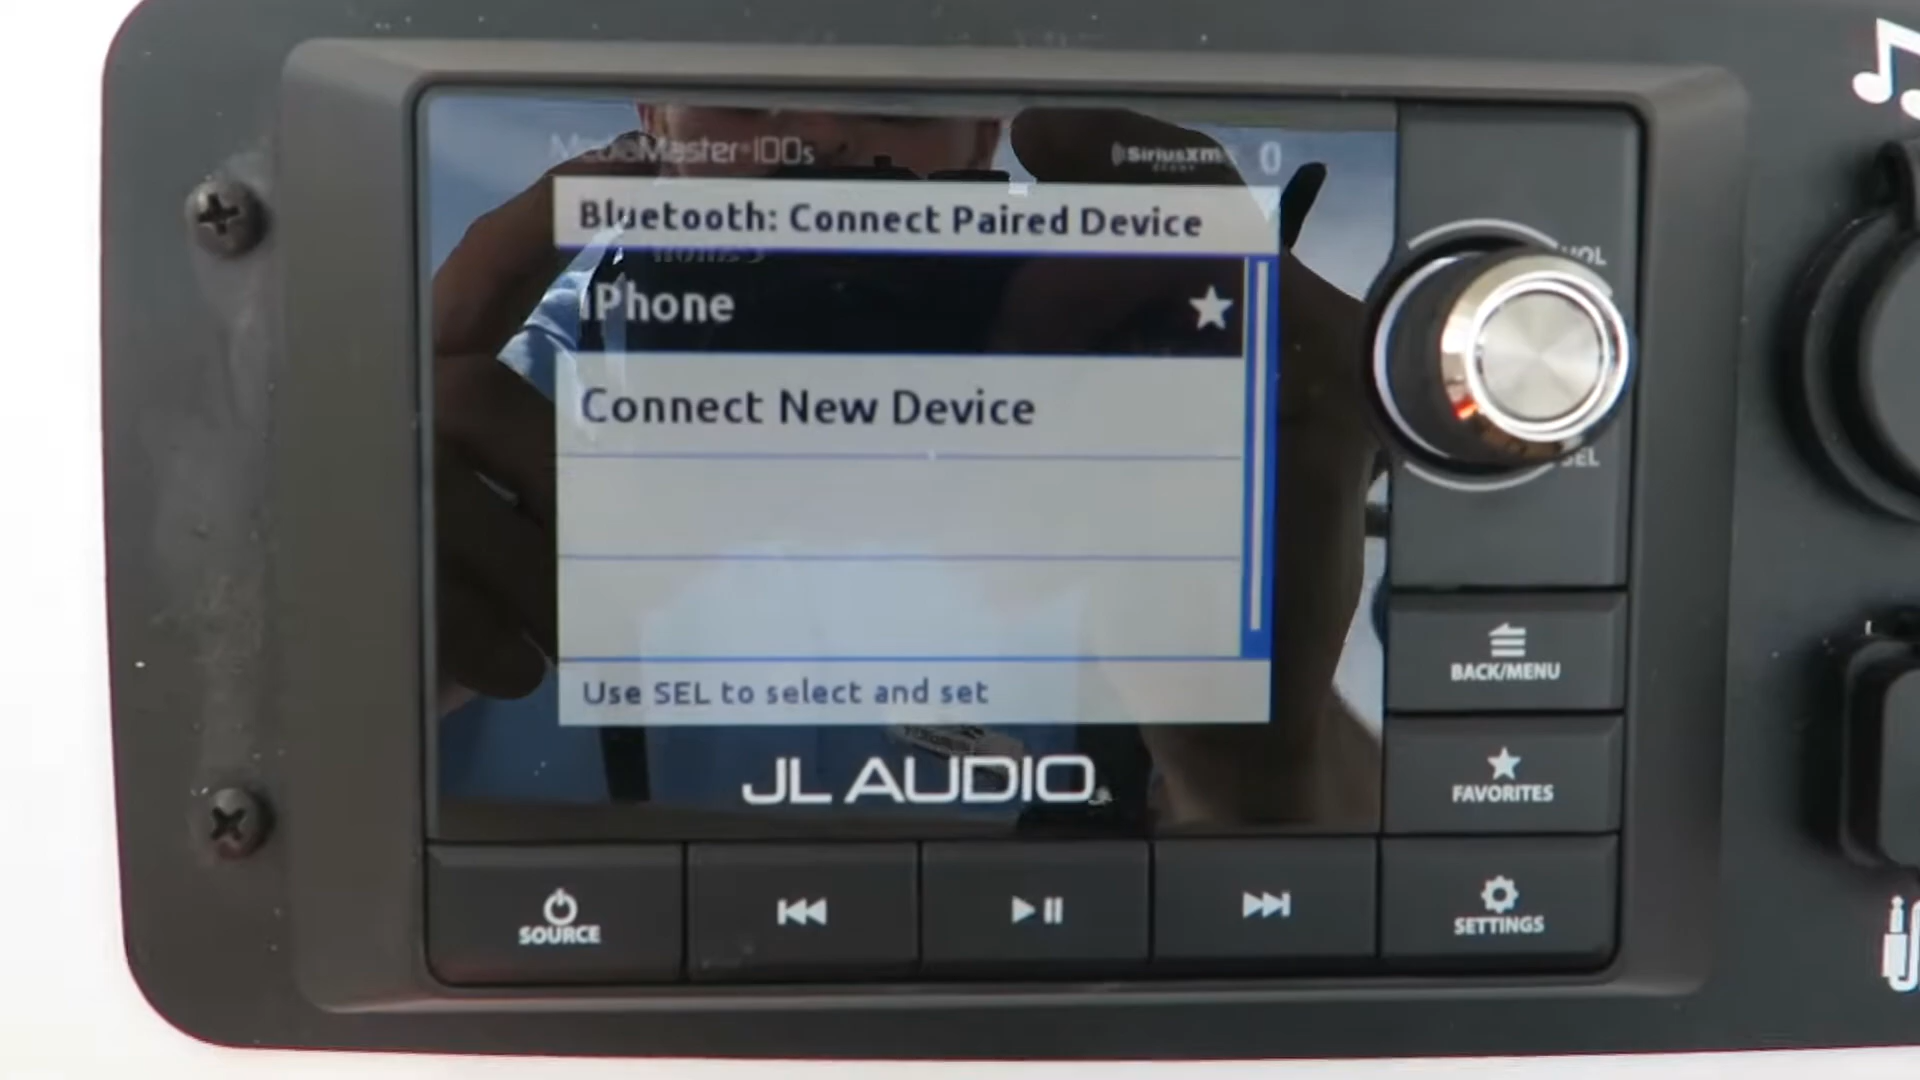 MediaMaster®100s
SiriusXM
READY
Bluetooth: Connect Paired Device
iPhone
Connect New Device
Use SEL to select and set
JL AUDIO
VOL
SEL
BACK/MENU
FAVORITES
SOURCE
SETTINGS